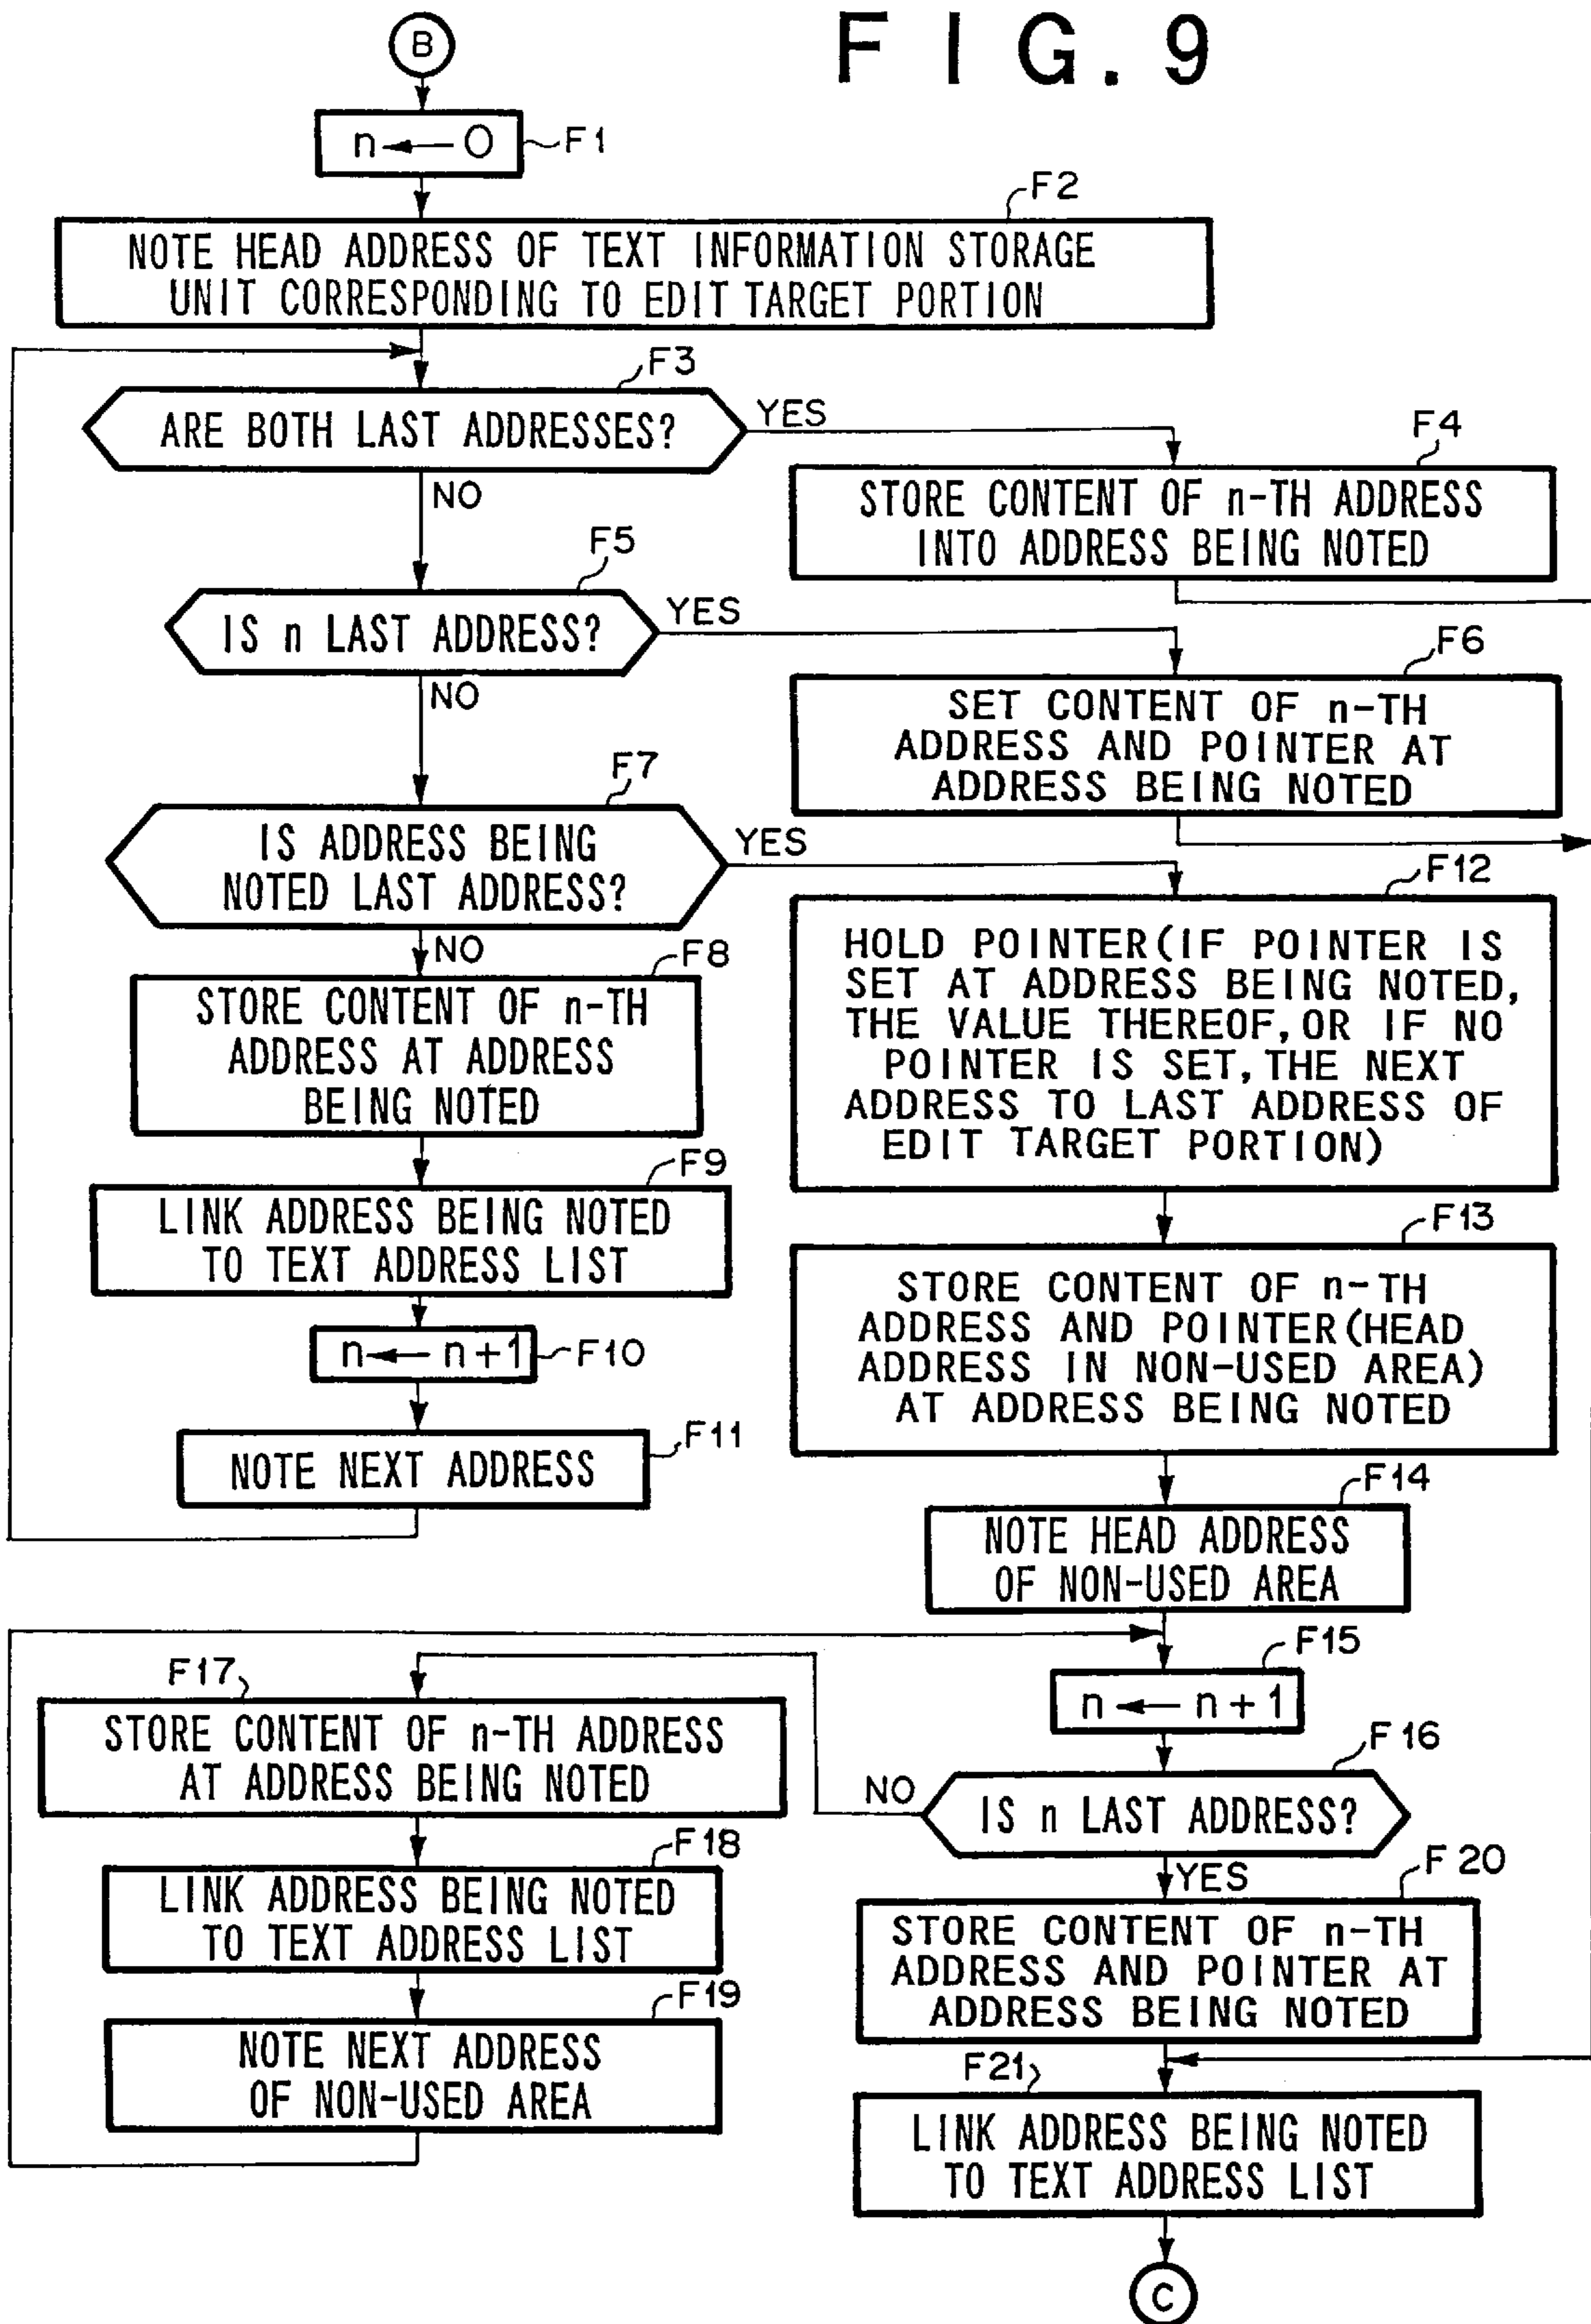 FIG. 9
B
n ← 0
F1
F2
NOTE HEAD ADDRESS OF TEXT INFORMATION STORAGE
UNIT CORRESPONDING TO EDIT TARGET PORTION
F3
ARE BOTH LAST ADDRESSES?
YES
NO
F4
STORE CONTENT OF n-TH ADDRESS
INTO ADDRESS BEING NOTED
F5
IS n LAST ADDRESS?
YES
NO
F6
SET CONTENT OF n-TH
ADDRESS AND POINTER AT
ADDRESS BEING NOTED
F7
IS ADDRESS BEING
NOTED LAST ADDRESS?
YES
NO
F8
STORE CONTENT OF n-TH
ADDRESS AT ADDRESS
BEING NOTED
F9
LINK ADDRESS BEING NOTED
TO TEXT ADDRESS LIST
n ← n+1
F10
F11
NOTE NEXT ADDRESS
F12
HOLD POINTER(IF POINTER IS
SET AT ADDRESS BEING NOTED,
THE VALUE THEREOF, OR IF NO
POINTER IS SET, THE NEXT
ADDRESS TO LAST ADDRESS OF
EDIT TARGET PORTION)
F13
STORE CONTENT OF n-TH
ADDRESS AND POINTER(HEAD
ADDRESS IN NON-USED AREA)
AT ADDRESS BEING NOTED
F14
NOTE HEAD ADDRESS
OF NON-USED AREA
F15
n ← n+1
F16
IS n LAST ADDRESS?
NO
YES
F17
STORE CONTENT OF n-TH ADDRESS
AT ADDRESS BEING NOTED
F18
LINK ADDRESS BEING NOTED
TO TEXT ADDRESS LIST
F19
NOTE NEXT ADDRESS
OF NON-USED AREA
F20
STORE CONTENT OF n-TH
ADDRESS AND POINTER AT
ADDRESS BEING NOTED
F21
LINK ADDRESS BEING NOTED
TO TEXT ADDRESS LIST
C